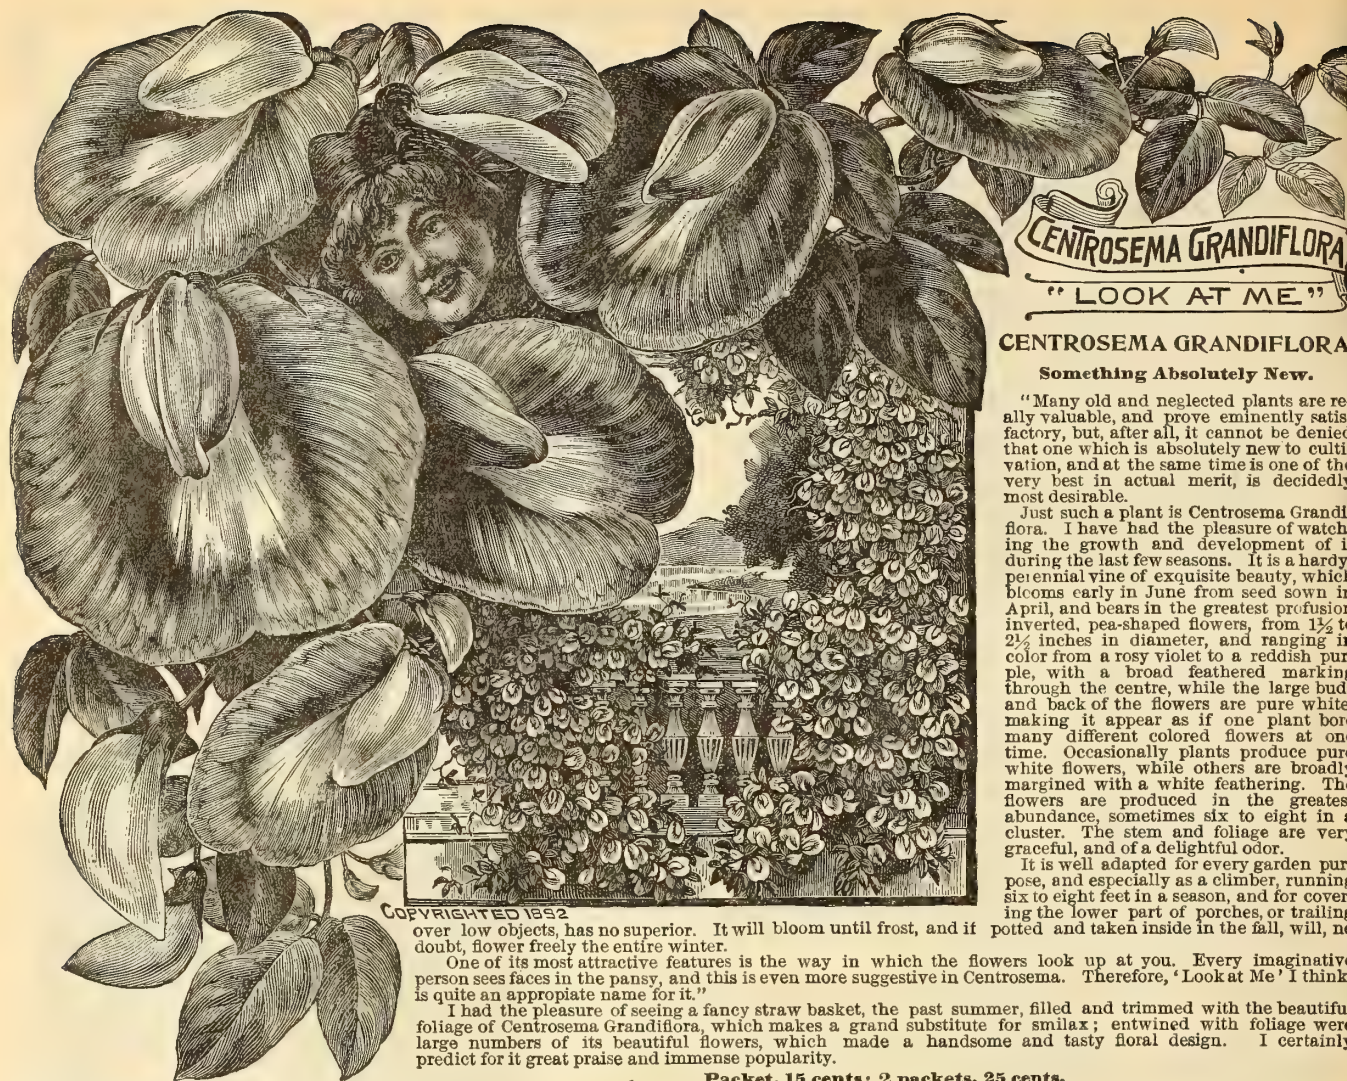 CENTROSEMA GRANDIFLORA
"LOOK AT ME"
CENTROSEMA GRANDIFLORA
Something Absolutely New.
"Many old and neglected plants are re
ally valuable, and prove eminently satis
factory, but, after all, it cannot be denied
that one which is absolutely new to culti
vation, and at the same time is one of the
very best in actual merit, is decidedly
most desirable.
Just such a plant is Centrosema Grandi
flora. I have had the pleasure of watch
ing the growth and development of i
during the last few seasons. It is a hardy
perennial vine of exquisite beauty, which
blooms early in June from seed sown in
April, and bears in the greatest profusion
inverted, pea-shaped flowers, from 1½ to
2½ inches in diameter, and ranging in
color from a rosy violet to a reddish pur
ple, with a broad feathered marking
through the centre, while the large bud
and back of the flowers are pure white
making it appear as if one plant bor
many different colored flowers at on
time. Occasionally plants produce pur
white flowers, while others are broadly
margined with a white feathering. The
flowers are produced in the greates
abundance, sometimes six to eight in a
cluster. The stem and foliage are very
graceful, and of a delightful odor.
It is well adapted for every garden pur
pose, and especially as a climber, running
six to eight feet in a season, and for cover
ing the lower part of porches, or trailing
COPYRIGHTED 1892
over low objects, has no superior. It will bloom until frost, and if potted and taken inside in the fall, will, no
doubt, flower freely the entire winter.
One of its most attractive features is the way in which the flowers look up at you. Every imaginative
person sees faces in the pansy, and this is even more suggestive in Centrosema. Therefore, 'Look at Me' I think
is quite an appropiate name for it."
I had the pleasure of seeing a fancy straw basket, the past summer, filled and trimmed with the beautifu
foliage of Centrosema Grandiflora, which makes a grand substitute for smilax; entwined with foliage were
large numbers of its beautiful flowers, which made a handsome and tasty floral design. I certainly
predict for it great praise and immense popularity.
Packet, 15 cents; 2 packets, 25 cents.